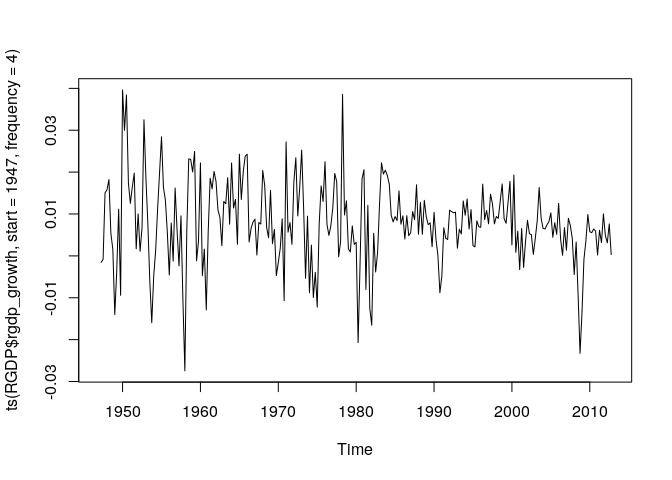 ts(RGDP$rgdp_growth, start = 1947, frequency = 4)
0.03
0.01
-0.01
-0.03
1950 1960 1970 1980 1990 2000 2010
Time